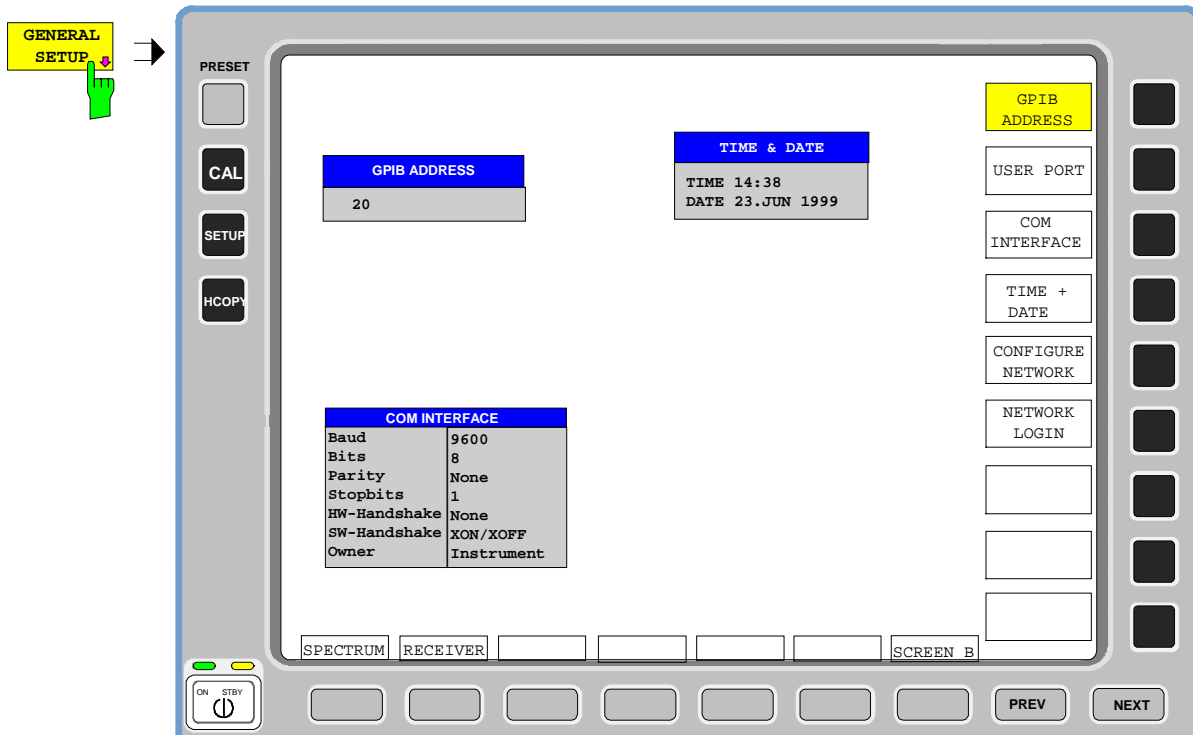 GENERAL
SETUP
PRESET
CAL
SETUP
HCOPY
GPIB ADDRESS
20
TIME & DATE
TIME 14:38
DATE 23.JUN 1999
COM INTERFACE
Baud 9600
Bits 8
Parity None
Stopbits 1
HW-Handshake None
SW-Handshake XON/XOFF
Owner Instrument
GPIB
ADDRESS
USER PORT
COM
INTERFACE
TIME +
DATE
CONFIGURE
NETWORK
NETWORK
LOGIN
SPECTRUM RECEIVER SCREEN B
ON STBY
PREV NEXT